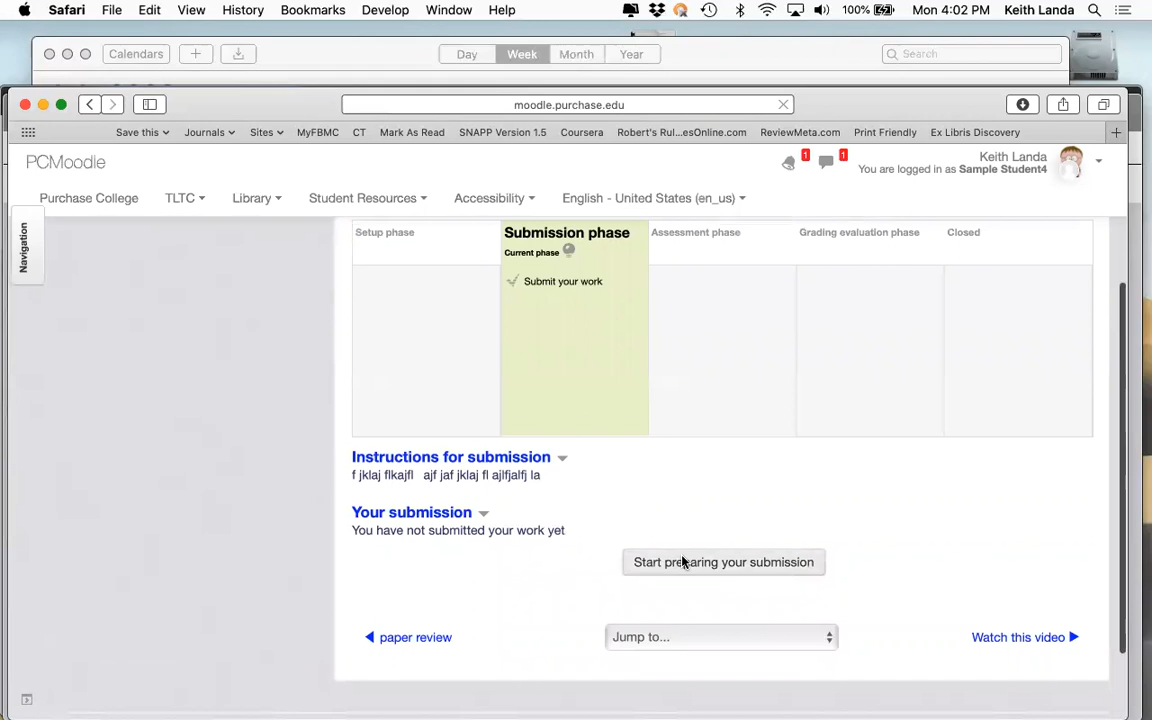 Safari File Edit View History Bookmarks Develop Window Help 100% Mon 4:02 PM Keith Landa
Calendars + Day Week Month Year Search
moodle.purchase.edu
Save this Journals Sites MyFBMC CT Mark As Read SNAPP Version 1.5 Coursera Robert's Rul...esOnline.com ReviewMeta.com Print Friendly Ex Libris Discovery +
PCMoodle 1 1 Keith Landa
You are logged in as Sample Student4
Purchase College TLTC Library Student Resources Accessibility English - United States (en_us)
Navigation
Setup phase Submission phase Assessment phase Grading evaluation phase Closed
Current phase
Submit your work
Instructions for submission
f jklaj flkajfl ajf jaf jklaj fl ajlfjalfj la
Your submission
You have not submitted your work yet
Start preparing your submission
paper review Jump to... Watch this video